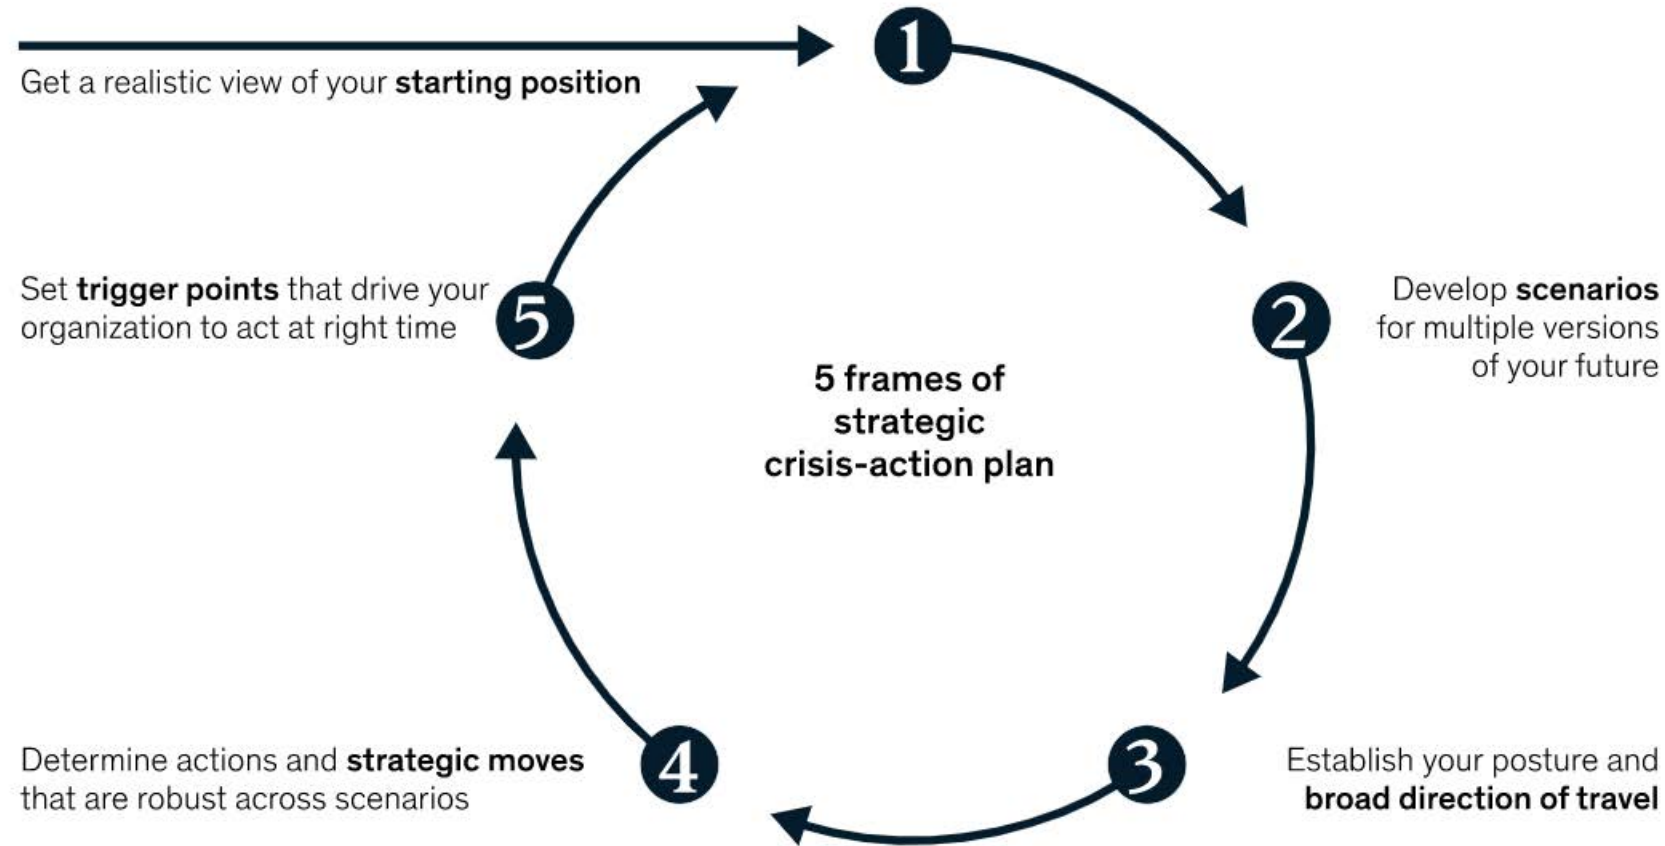 1
Get a realistic view of your starting position
2
Develop scenarios
for multiple versions
of your future
3
Establish your posture and
broad direction of travel
4
Determine actions and strategic moves
that are robust across scenarios
5
Set trigger points that drive your
organization to act at right time
5 frames of
strategic
crisis-action plan